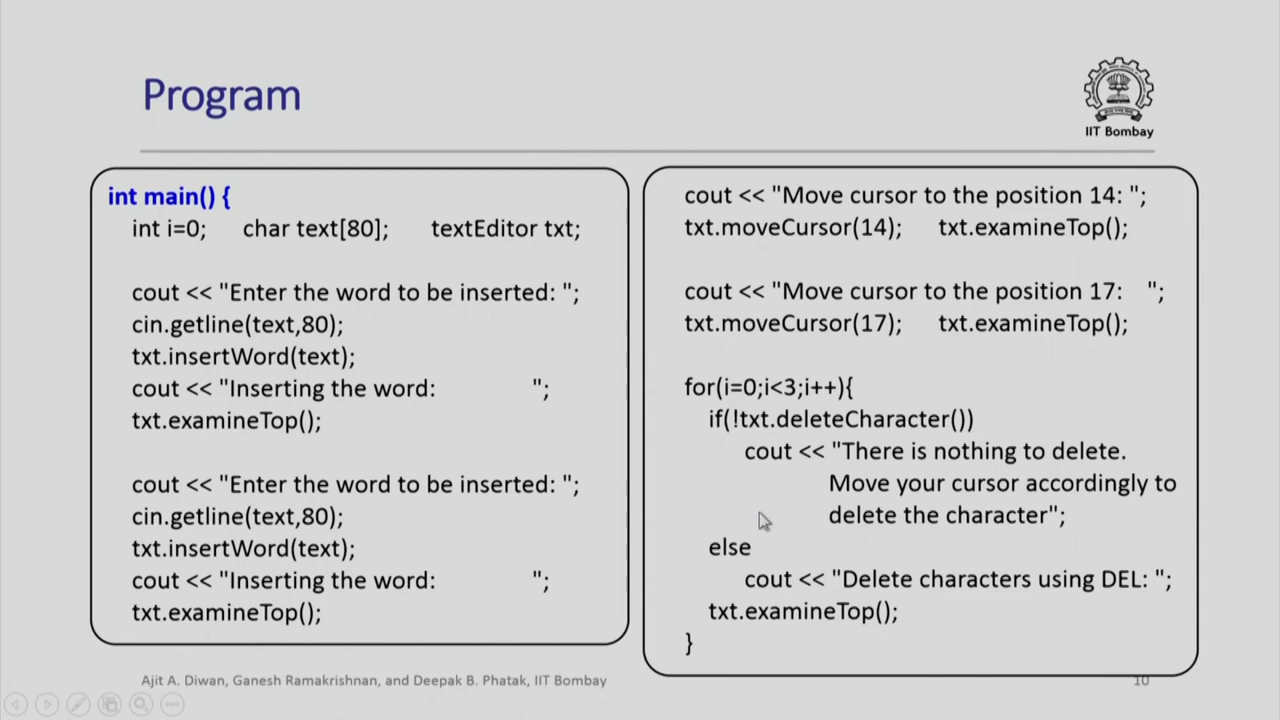 Program
IIT Bombay
int main() {
int i=0; char text[80]; textEditor txt;
cout << "Enter the word to be inserted: ";
cin.getline(text,80);
txt.insertWord(text);
cout << "Inserting the word: ";
txt.examineTop();
cout << "Enter the word to be inserted: ";
cin.getline(text,80);
txt.insertWord(text);
cout << "Inserting the word: ";
txt.examineTop();
cout << "Move cursor to the position 14: ";
txt.moveCursor(14); txt.examineTop();
cout << "Move cursor to the position 17: ";
txt.moveCursor(17); txt.examineTop();
for(i=0;i<3;i++){
if(!txt.deleteCharacter())
cout << "There is nothing to delete.
Move your cursor accordingly to
delete the character";
else
cout << "Delete characters using DEL: ";
txt.examineTop();
}
Ajit A. Diwan, Ganesh Ramakrishnan, and Deepak B. Phatak, IIT Bombay
10